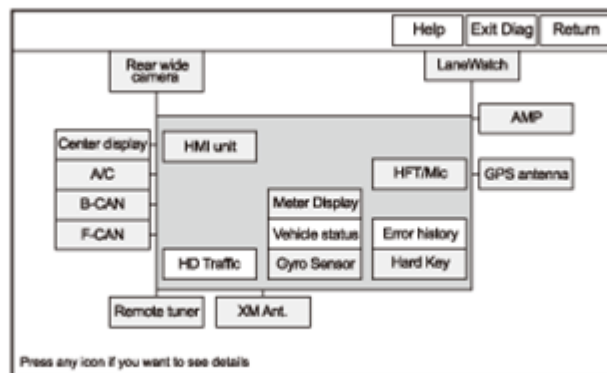 Help
Exit Diag
Return
Rear wide
camera
LaneWatch
AMP
Center display
HMI unit
A/C
HFT/Mic
GPS antenna
B-CAN
Meter Display
F-CAN
Vehicle status
Error history
HD Traffic
Gyro Sensor
Hard Key
Remote tuner
XM Ant.
Press any icon if you want to see details